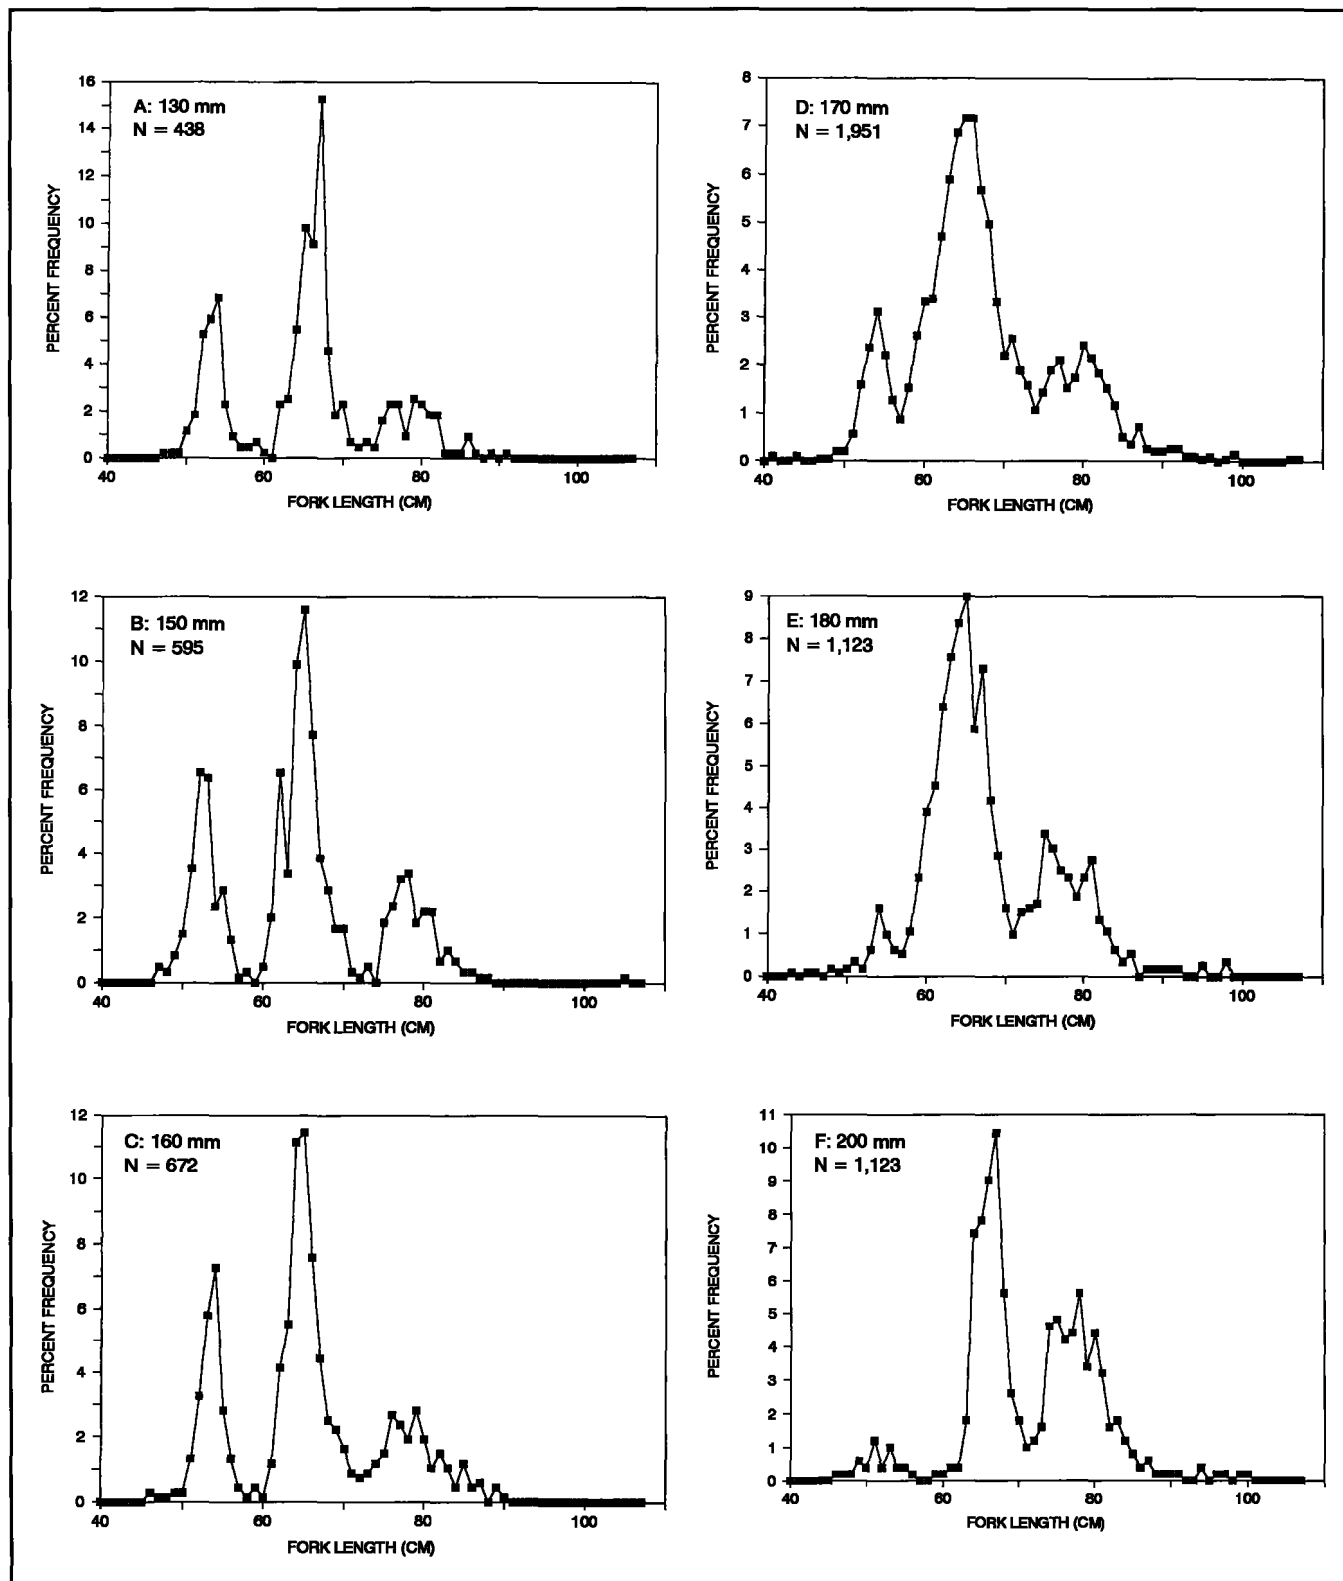 A: 130 mm
N = 438
PERCENT FREQUENCY
16
14
12
10
8
6
4
2
0
40 60 80 100
FORK LENGTH (CM)
D: 170 mm
N = 1,951
PERCENT FREQUENCY
8
7
6
5
4
3
2
1
0
40 60 80 100
FORK LENGTH (CM)
B: 150 mm
N = 595
PERCENT FREQUENCY
12
10
8
6
4
2
0
40 60 80 100
FORK LENGTH (CM)
E: 180 mm
N = 1,123
PERCENT FREQUENCY
9
8
7
6
5
4
3
2
1
0
40 60 80 100
FORK LENGTH (CM)
C: 160 mm
N = 672
PERCENT FREQUENCY
12
10
8
6
4
2
0
40 60 80 100
FORK LENGTH (CM)
F: 200 mm
N = 1,123
PERCENT FREQUENCY
11
10
9
8
7
6
5
4
3
2
1
0
40 60 80 100
FORK LENGTH (CM)